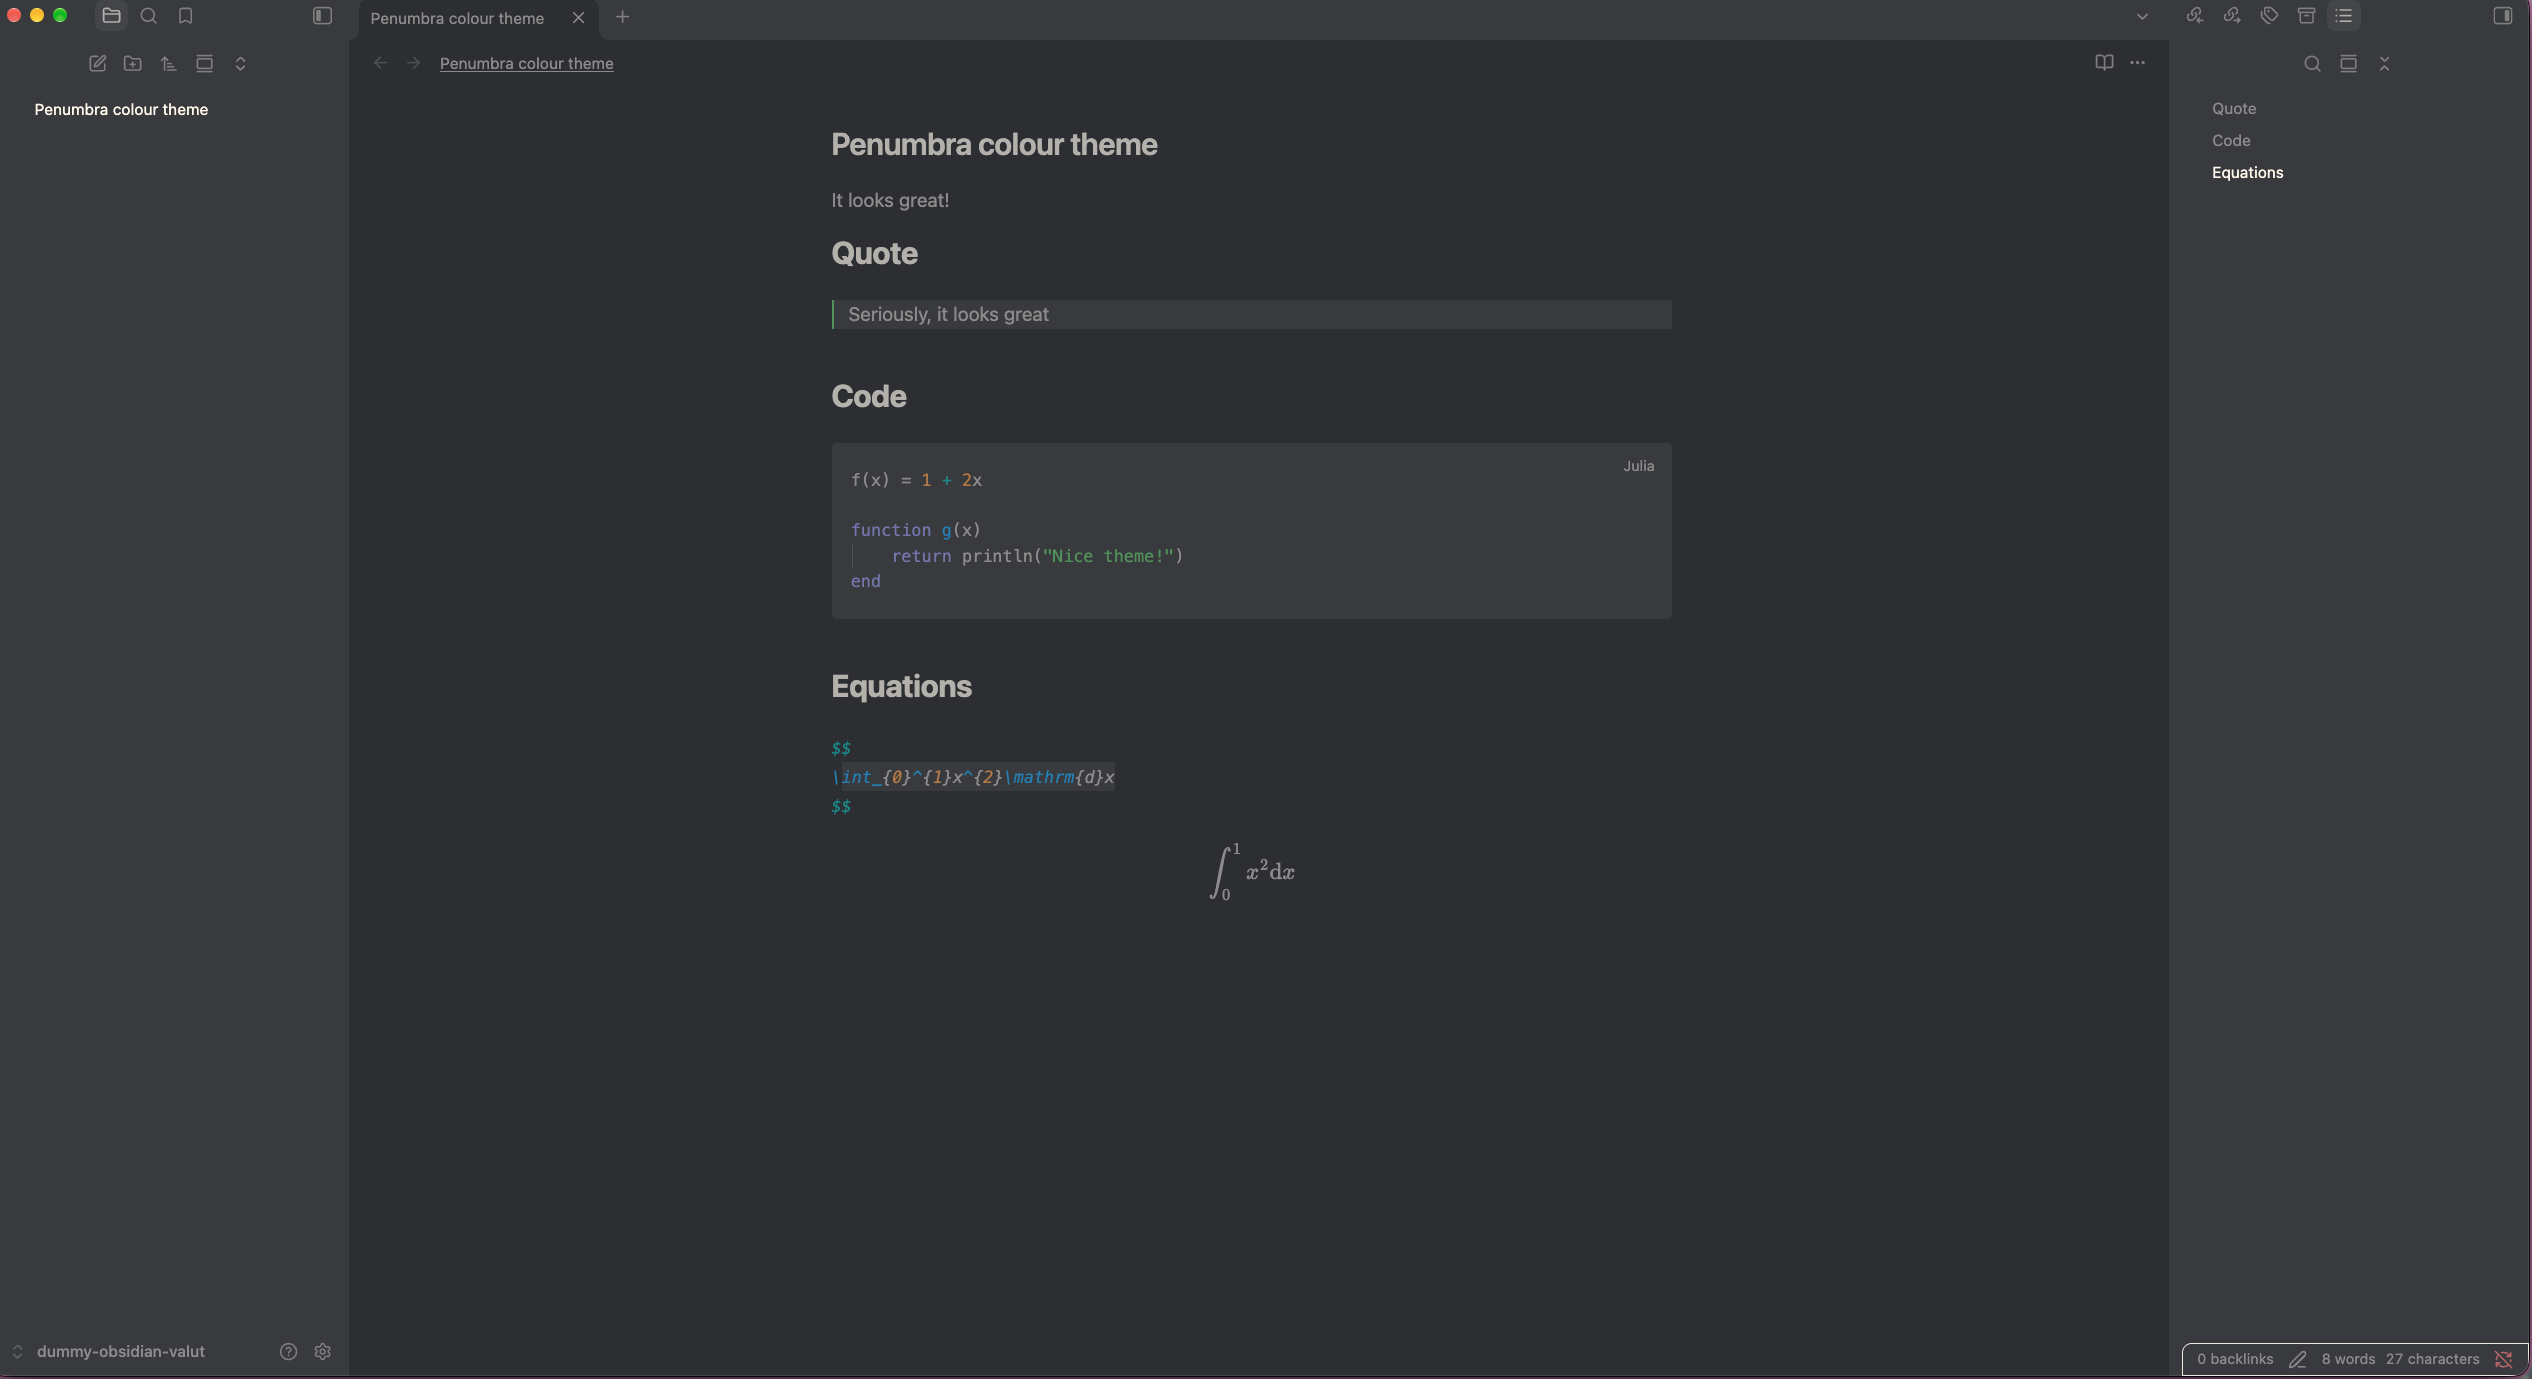 Penumbra colour theme
Penumbra colour theme
Penumbra colour theme
Penumbra colour theme
It looks great!
Quote
Seriously, it looks great
Code
Julia
f(x) = 1 + 2x
function g(x)
    return println("Nice theme!")
end
Equations
$$
\int_{0}^{1}x^{2}\mathrm{d}x
$$
∫₀¹ x²dx
Quote
Code
Equations
dummy-obsidian-valut
0 backlinks 8 words 27 characters